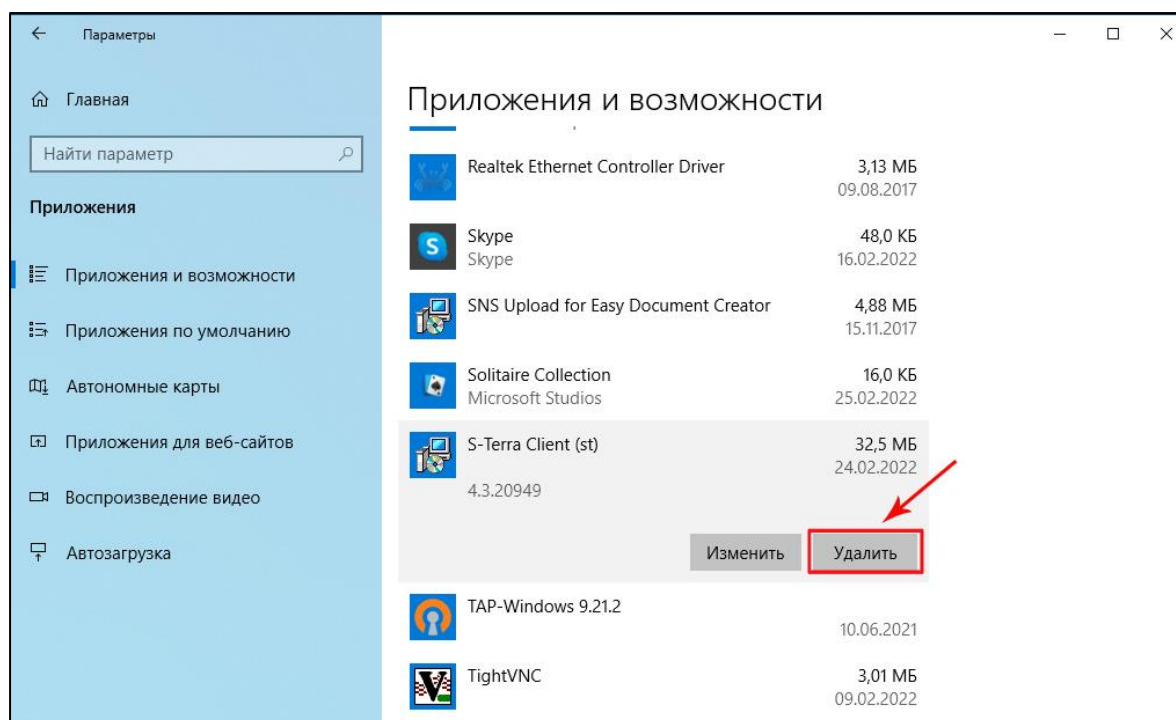 Параметры
Главная
Найти параметр
Приложения
Приложения и возможности
Приложения по умолчанию
Автономные карты
Приложения для веб-сайтов
Воспроизведение видео
Автозагрузка
Приложения и возможности
Realtek Ethernet Controller Driver 3,13 МБ
09.08.2017
Skype 48,0 КБ
Skype 16.02.2022
SNS Upload for Easy Document Creator 4,88 МБ
15.11.2017
Solitaire Collection 16,0 КБ
Microsoft Studios 25.02.2022
S-Terra Client (st) 32,5 МБ
24.02.2022
4.3.20949
Изменить Удалить
TAP-Windows 9.21.2
10.06.2021
TightVNC 3,01 МБ
09.02.2022